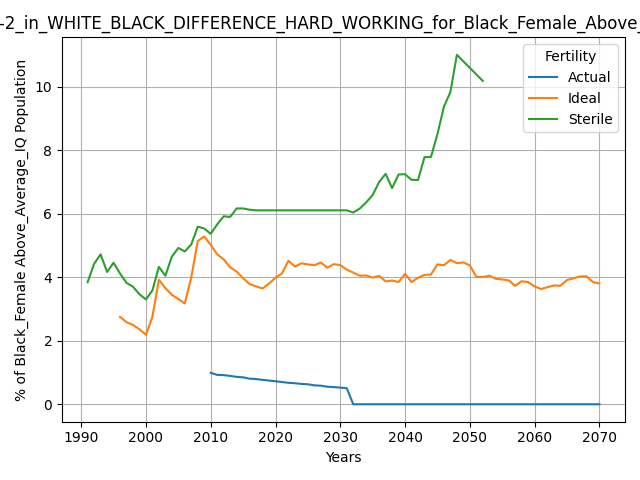 -2_in_WHITE_BLACK_DIFFERENCE_HARD_WORKING_for_Black_Female_Above_
% of Black_Female Above_Average_IQ Population
Fertility
Actual
Ideal
Sterile
10
8
6
4
2
0
1990 2000 2010 2020 2030 2040 2050 2060 2070
Years